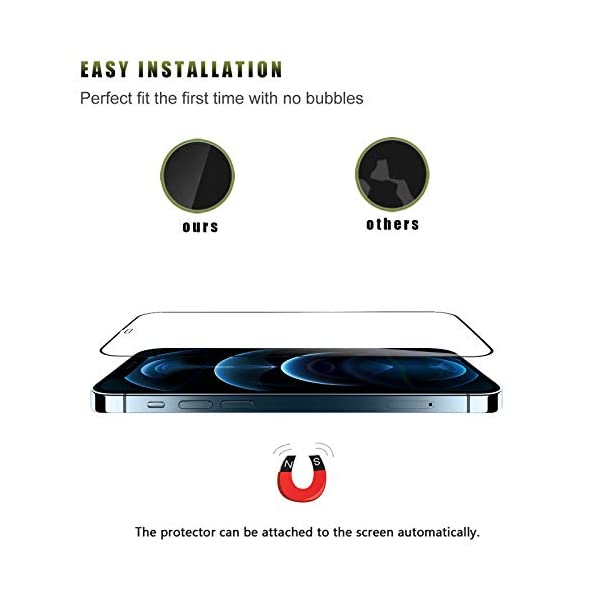 EASY INSTALLATION
Perfect fit the first time with no bubbles
ours
others
N S
The protector can be attached to the screen automatically.